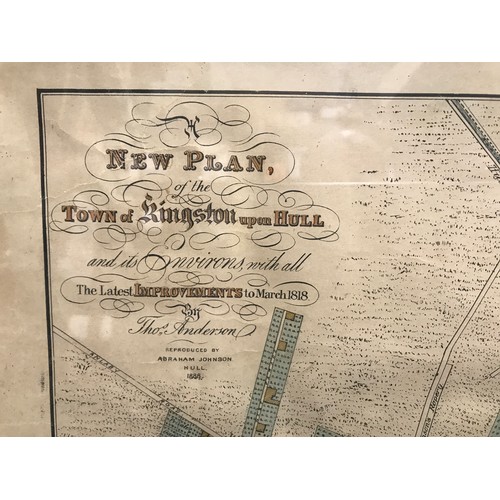 A
NEW PLAN,
of the
TOWN of Kingston upon HULL
and its Environs, with all
The Latest IMPROVEMENTS to March 1818.
By
Thos. Anderson
REPRODUCED BY
ABRAHAM JOHNSON
HULL.